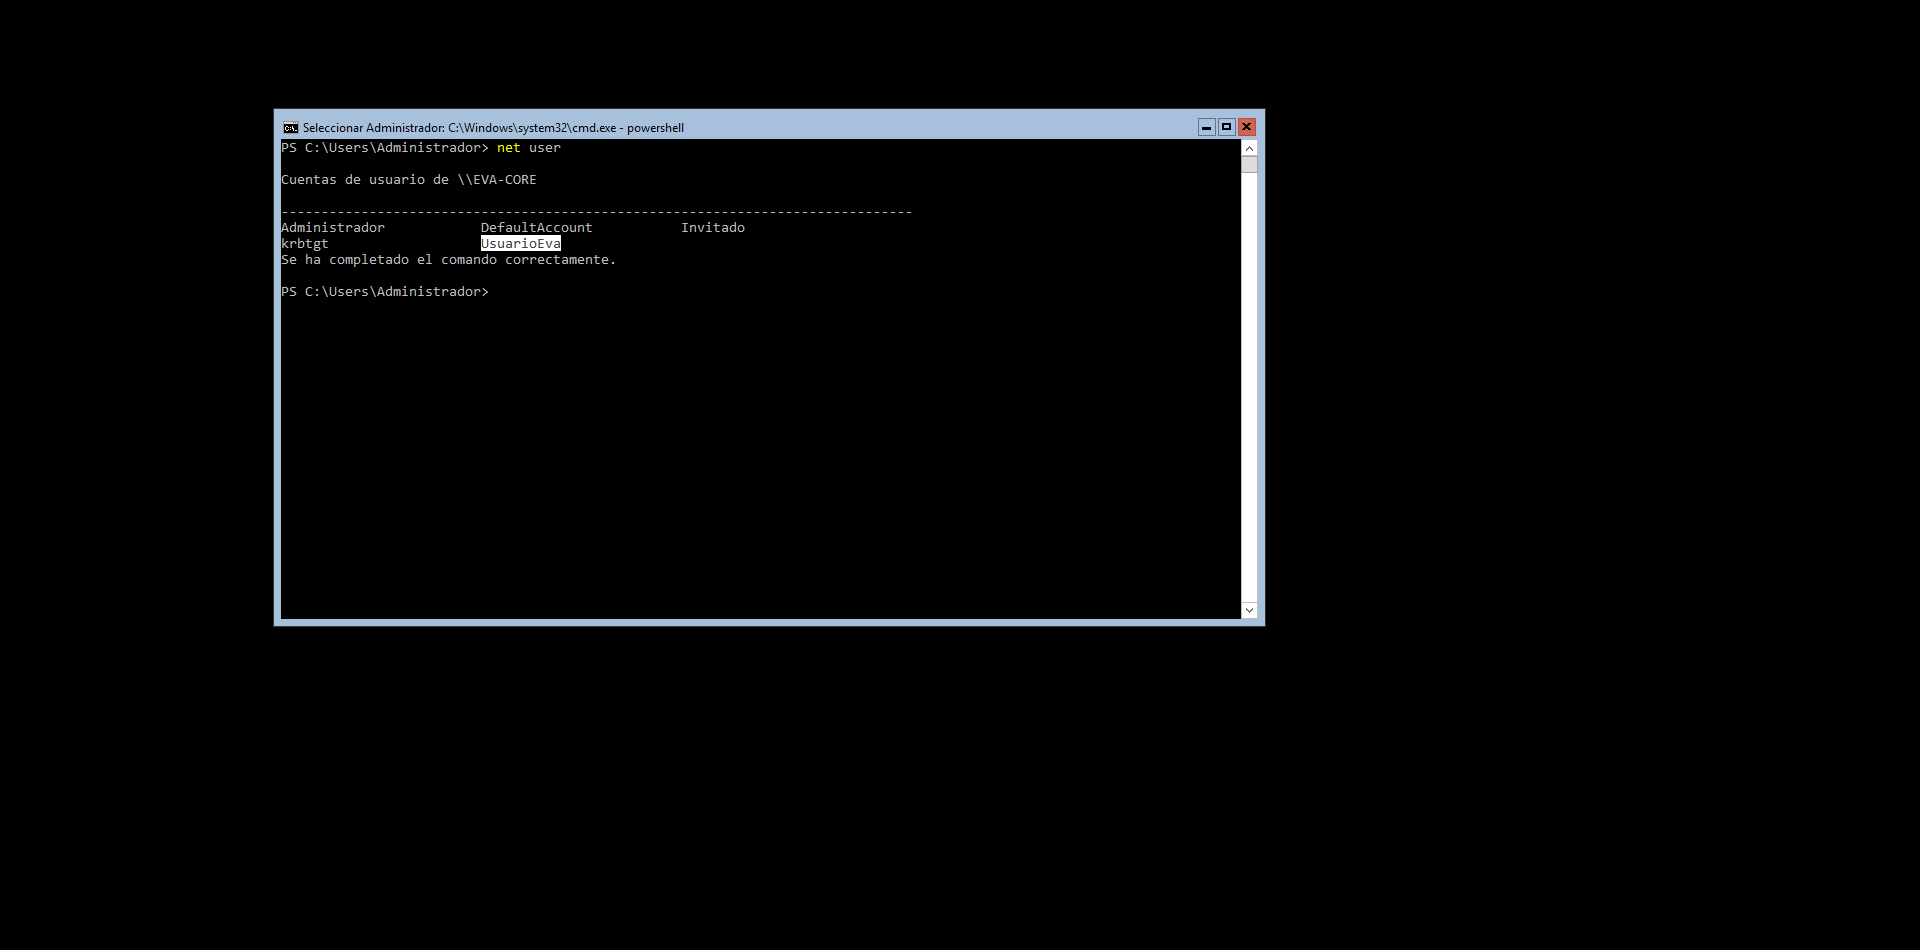 Seleccionar Administrador: C:\Windows\system32\cmd.exe - powershell
PS C:\Users\Administrador> net user
Cuentas de usuario de \\EVA-CORE
-------------------------------------------------------------------------------
Administrador            DefaultAccount           Invitado
krbtgt                   UsuarioEva
Se ha completado el comando correctamente.
PS C:\Users\Administrador>